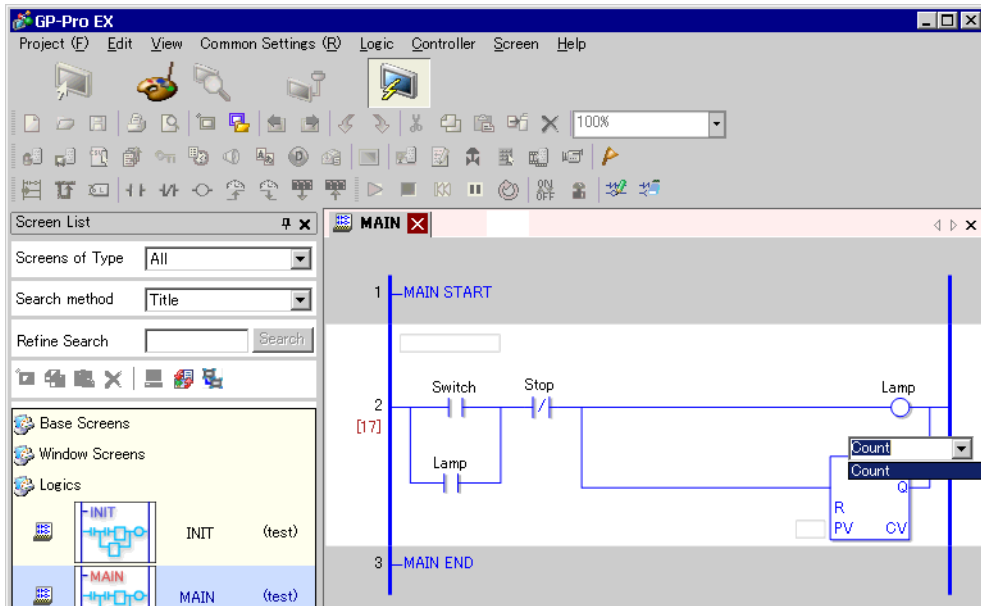 GP-Pro EX
Project (F) Edit View Common Settings (R) Logic Controller Screen Help
100%
D
ON
OFF
Screen List
MAIN
Screens of Type All
Search method Title
Refine Search Search
Base Screens
Window Screens
Logics
INIT
INIT (test)
MAIN
MAIN (test)
1 MAIN START
Switch Stop Lamp
2
[17]
Lamp
Count
Count
Q
R
PV CV
3 MAIN END